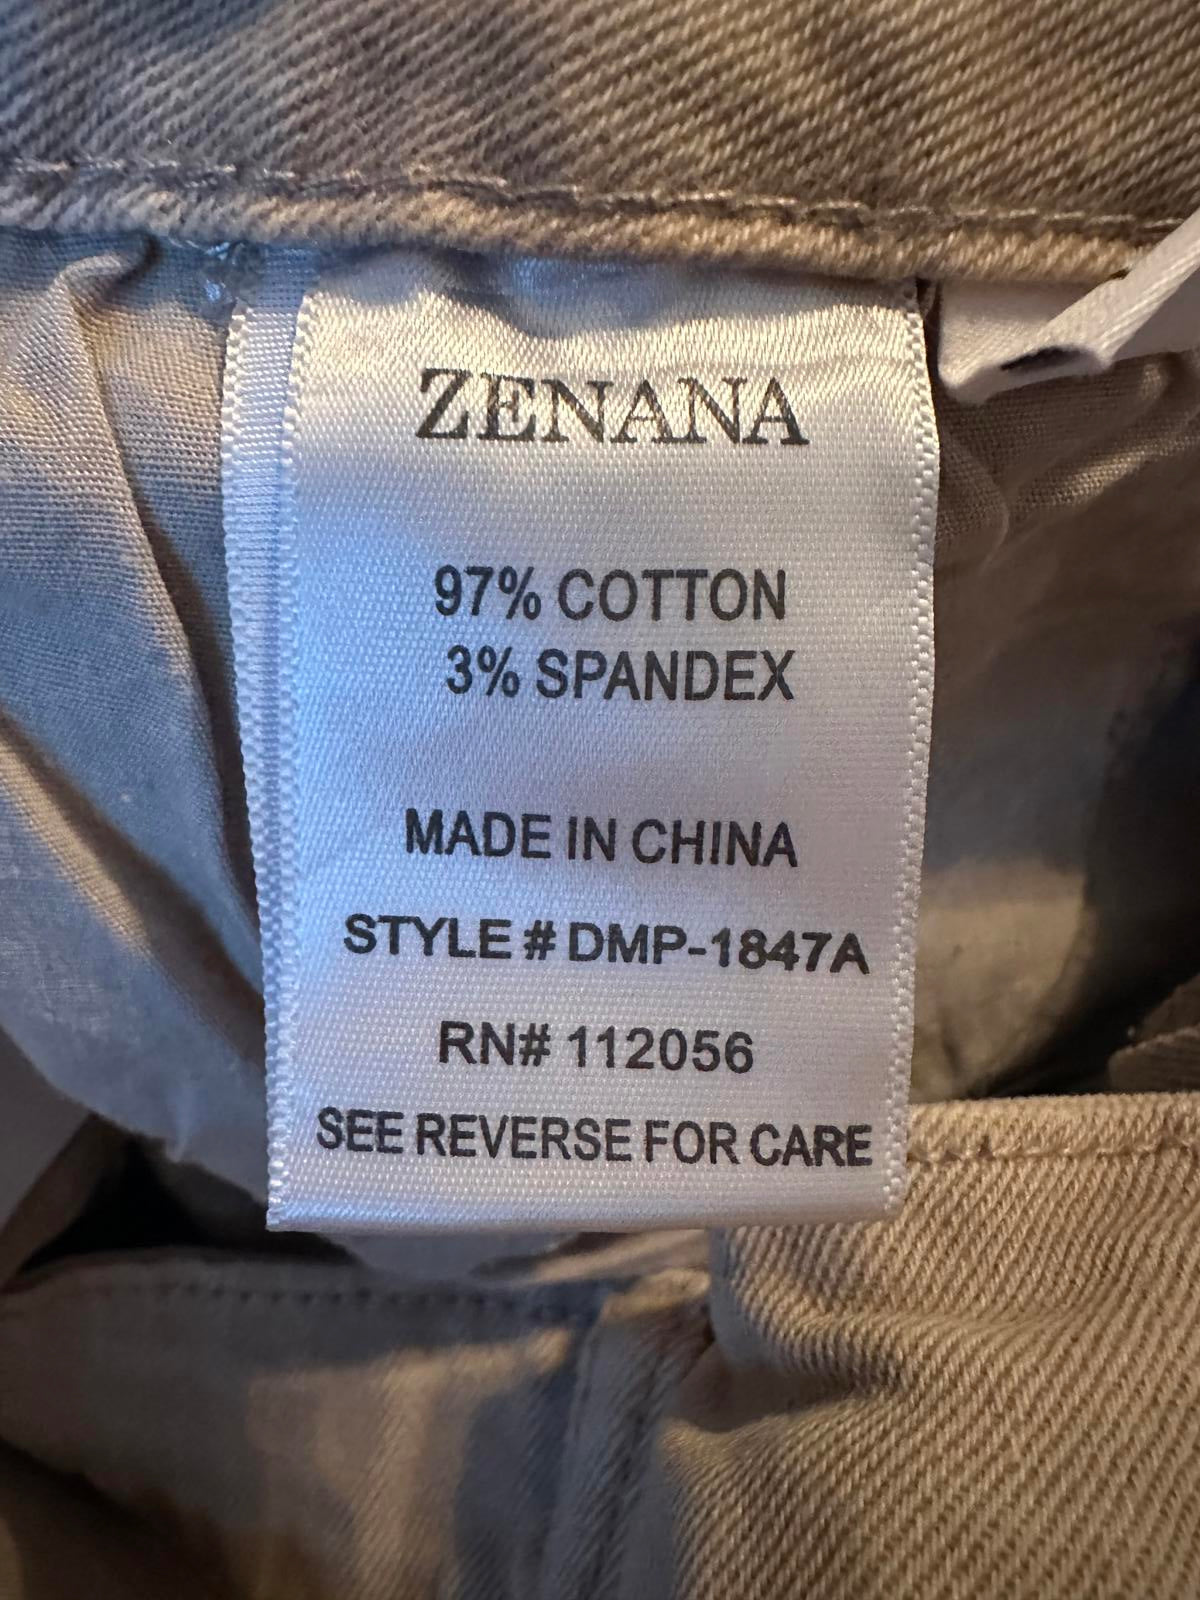 ZENANA
97% COTTON
3% SPANDEX
MADE IN CHINA
STYLE # DMP-1847A
RN# 112056
SEE REVERSE FOR CARE